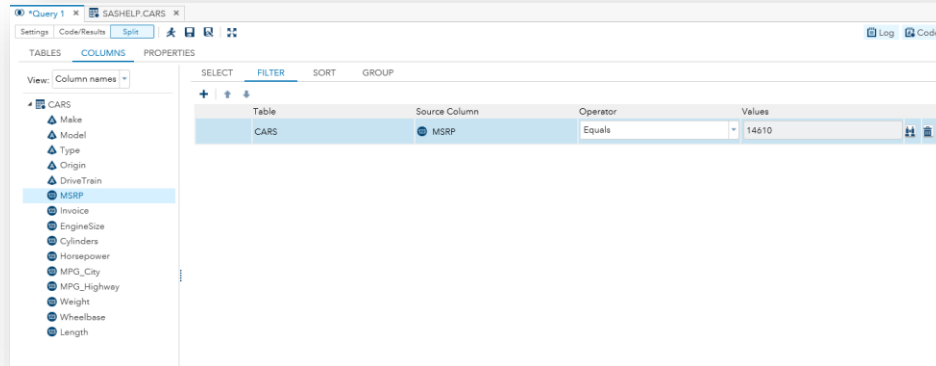 *Query 1 × SASHELP.CARS ×
Settings Code/Results Split Log Code
TABLES COLUMNS PROPERTIES
View: Column names
SELECT FILTER SORT GROUP
Table Source Column Operator Values
CARS MSRP Equals 14610
CARS
Make
Model
Type
Origin
DriveTrain
MSRP
Invoice
EngineSize
Cylinders
Horsepower
MPG_City
MPG_Highway
Weight
Wheelbase
Length